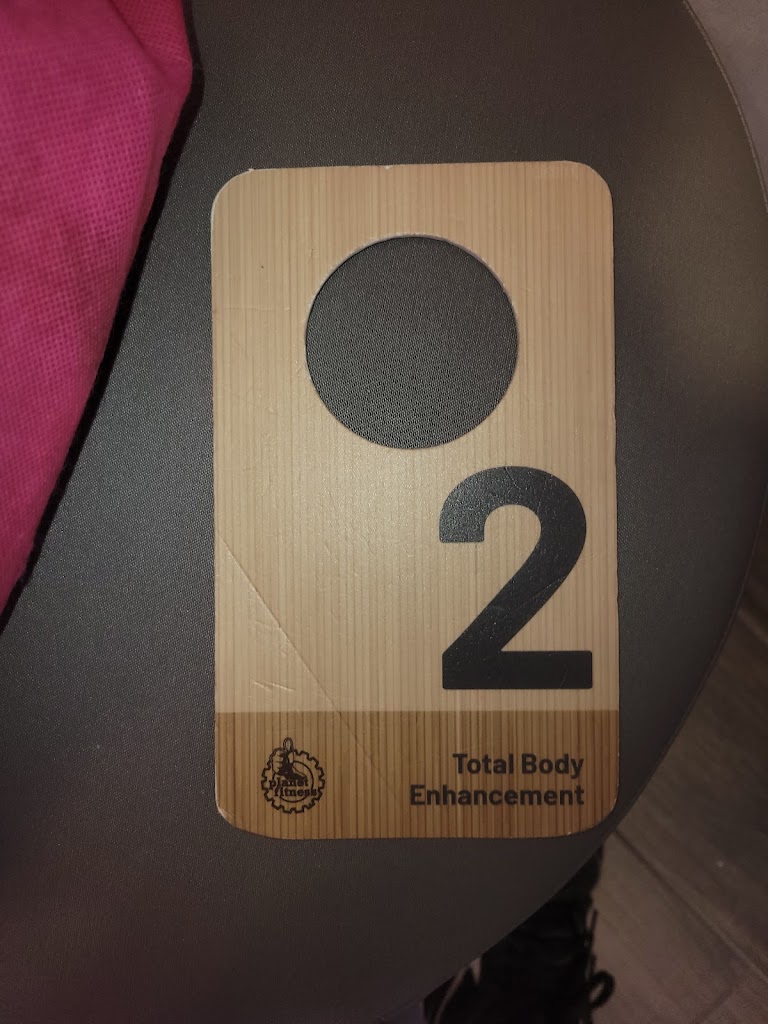 2
planet
fitness
Total Body
Enhancement